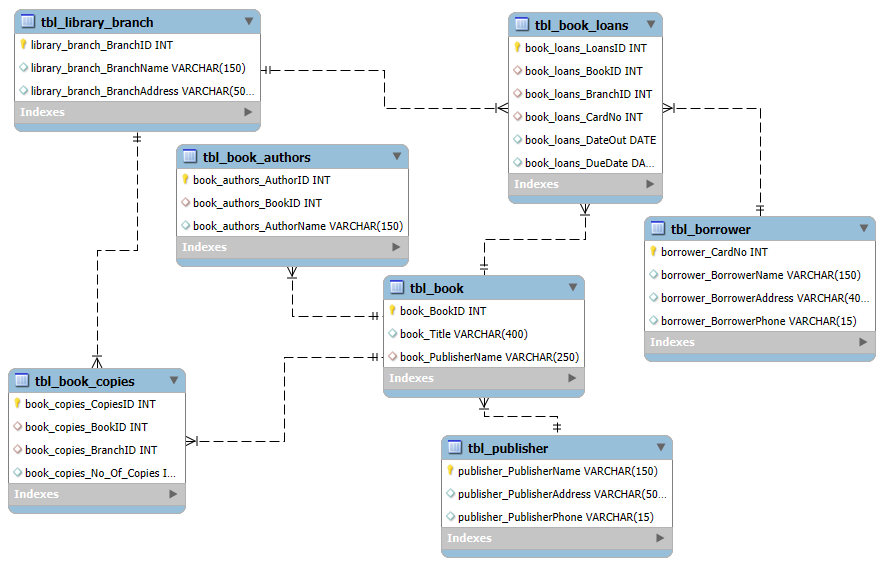 tbl_library_branch
library_branch_BranchID INT
library_branch_BranchName VARCHAR(150)
library_branch_BranchAddress VARCHAR(50...
Indexes
tbl_book_loans
book_loans_LoansID INT
book_loans_BookID INT
book_loans_BranchID INT
book_loans_CardNo INT
book_loans_DateOut DATE
book_loans_DueDate DA...
Indexes
tbl_book_authors
book_authors_AuthorID INT
book_authors_BookID INT
book_authors_AuthorName VARCHAR(150)
Indexes
tbl_borrower
borrower_CardNo INT
borrower_BorrowerName VARCHAR(150)
borrower_BorrowerAddress VARCHAR(40...
borrower_BorrowerPhone VARCHAR(15)
Indexes
tbl_book
book_BookID INT
book_Title VARCHAR(400)
book_PublisherName VARCHAR(250)
Indexes
tbl_book_copies
book_copies_CopiesID INT
book_copies_BookID INT
book_copies_BranchID INT
book_copies_No_Of_Copies I...
Indexes
tbl_publisher
publisher_PublisherName VARCHAR(150)
publisher_PublisherAddress VARCHAR(50...
publisher_PublisherPhone VARCHAR(15)
Indexes